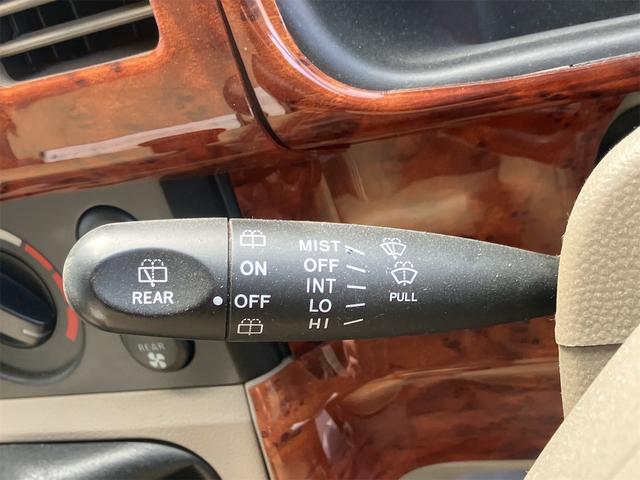 REAR
ON
OFF
MIST
OFF
INT
LO
HI
PULL
REAR